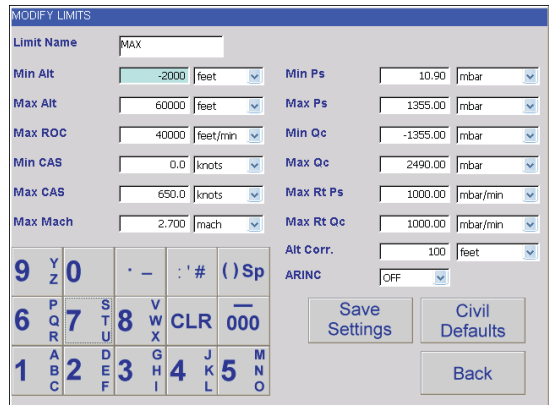 MODIFY LIMITS
Limit Name MAX
Min Alt -2000 feet Min Ps 10.90 mbar
Max Alt 60000 feet Max Ps 1355.00 mbar
Max ROC 40000 feet/min Min Qc -1355.00 mbar
Min CAS 0.0 knots Max Qc 2490.00 mbar
Max CAS 650.0 knots Max Rt Ps 1000.00 mbar/min
Max Mach 2.700 mach Max Rt Qc 1000.00 mbar/min
Alt Corr. 100 feet
ARINC OFF
9 Y Z 0 · – : ' # ( ) Sp
6 P Q R 7 S T U 8 V W X CLR 000
1 A B C 2 D E F 3 G H I 4 J K L 5 M N O
Save Settings
Civil Defaults
Back